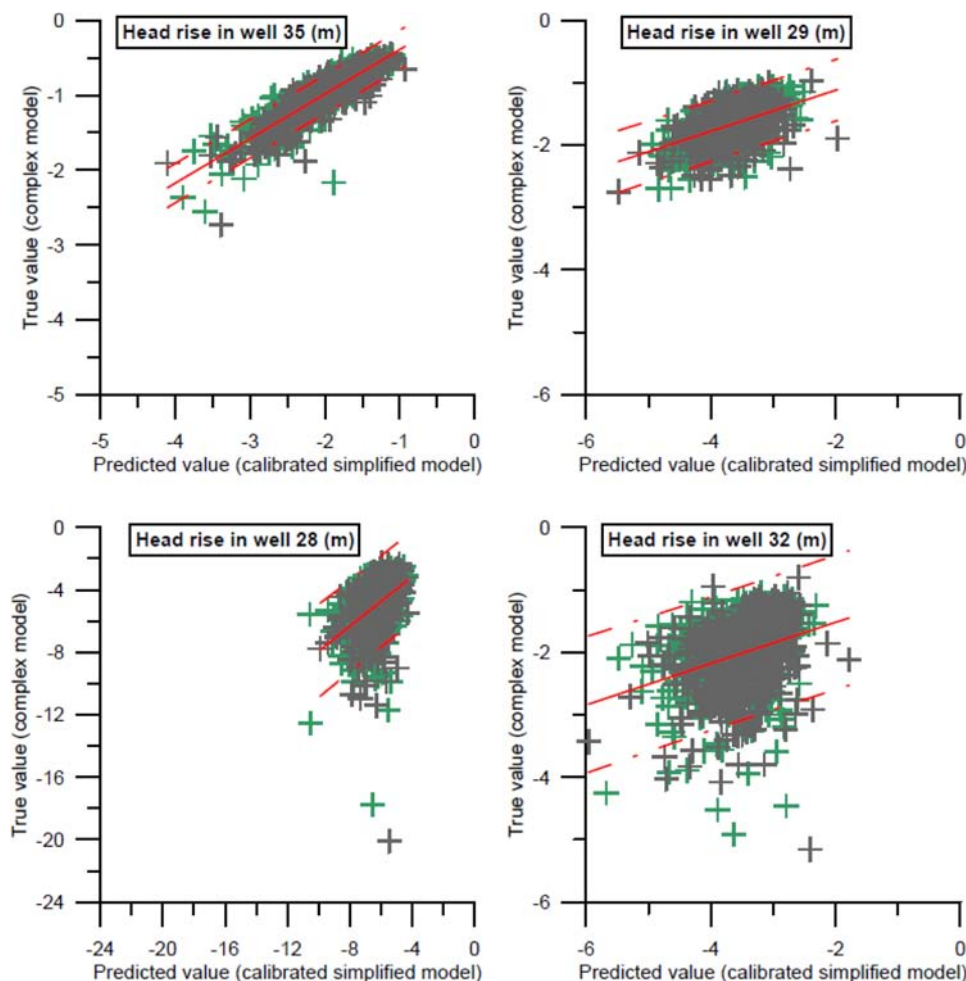 Head rise in well 35 (m)
True value (complex model)
0
-1
-2
-3
-4
-5
-5 -4 -3 -2 -1 0
Predicted value (calibrated simplified model)
Head rise in well 29 (m)
True value (complex model)
0
-2
-4
-6
-6 -4 -2 0
Predicted value (calibrated simplified model)
Head rise in well 28 (m)
True value (complex model)
0
-4
-8
-12
-16
-20
-24
-24 -20 -16 -12 -8 -4 0
Predicted value (calibrated simplified model)
Head rise in well 32 (m)
True value (complex model)
0
-2
-4
-6
-6 -4 -2 0
Predicted value (calibrated simplified model)